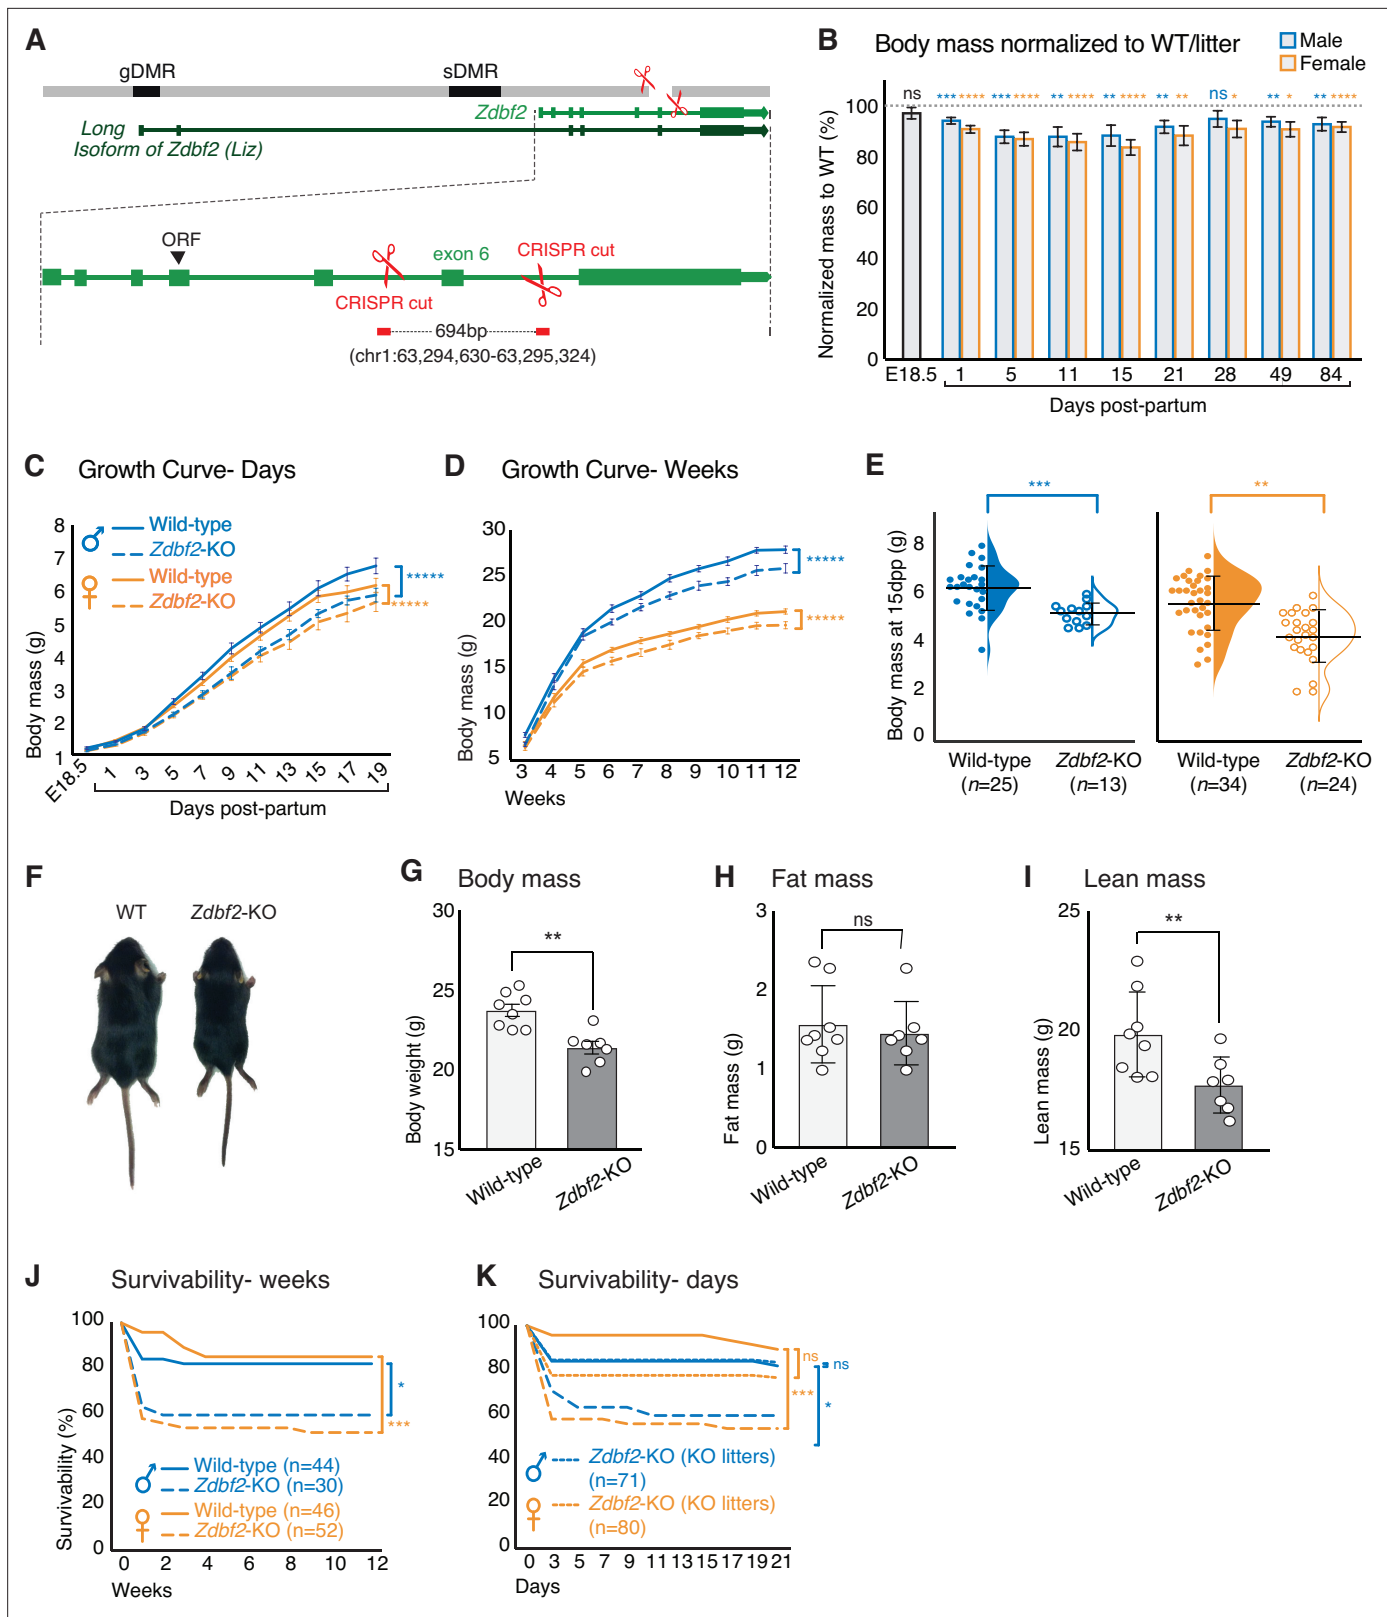 A
gDMR
sDMR
Zdbf2
Long
Isoform of Zdbf2 (Liz)
ORF
exon 6
CRISPR cut
CRISPR cut
694bp
(chr1:63,294,630-63,295,324)
B Body mass normalized to WT/litter
Male
Female
Normalized mass to WT (%)
100
80
60
40
20
0
ns *** **** *** **** ** **** ** **** ** ** ns * ** * ** ****
E18.5 1 5 11 15 21 28 49 84
Days post-partum
C Growth Curve- Days
Body mass (g)
8
7
6
5
4
3
2
1
Wild-type
Zdbf2-KO
Wild-type
Zdbf2-KO
*****
*****
E18.5 1 3 5 7 9 11 13 15 17 19
Days post-partum
D Growth Curve- Weeks
Body mass (g)
30
25
20
15
10
5
*****
*****
3 4 5 6 7 8 9 10 11 12
Weeks
E
Body mass at 15dpp (g)
8
6
4
2
0
***
**
Wild-type Zdbf2-KO Wild-type Zdbf2-KO
(n=25) (n=13) (n=34) (n=24)
F
WT Zdbf2-KO
G Body mass
Body weight (g)
30
25
20
15
**
Wild-type
Zdbf2-KO
H Fat mass
Fat mass (g)
3
2
1
0
ns
Wild-type
Zdbf2-KO
I Lean mass
Lean mass (g)
25
20
15
**
Wild-type
Zdbf2-KO
J Survivability- weeks
Survivability (%)
100
80
60
40
20
0
*
***
Wild-type (n=44)
Zdbf2-KO (n=30)
Wild-type (n=46)
Zdbf2-KO (n=52)
0 2 4 6 8 10 12
Weeks
K Survivability- days
100
80
60
40
20
0
ns
ns
***
*
Zdbf2-KO (KO litters)
(n=71)
Zdbf2-KO (KO litters)
(n=80)
0 3 5 7 9 11 13 15 19 21
Days